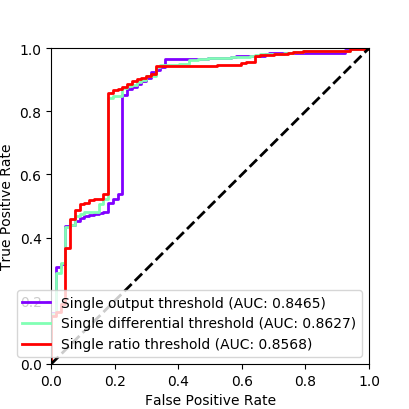 1.0
0.8
0.6
0.4
0.2
0.0
True Positive Rate
Single output threshold (AUC: 0.8465)
Single differential threshold (AUC: 0.8627)
Single ratio threshold (AUC: 0.8568)
0.0 0.2 0.4 0.6 0.8 1.0
False Positive Rate